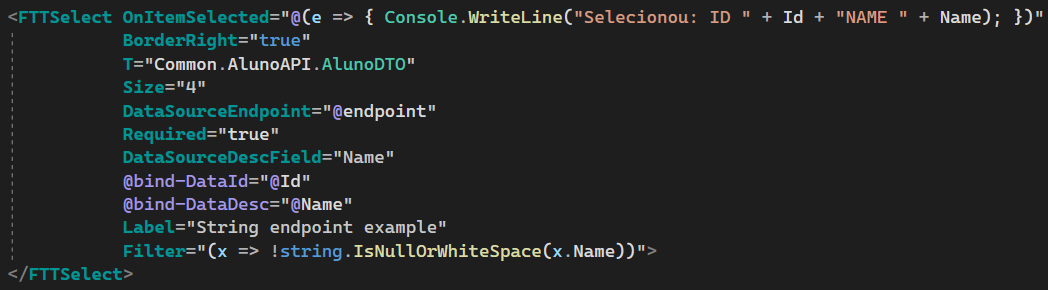 <FTTSelect OnItemSelected="@(e => { Console.WriteLine("Selecionou: ID " + Id + "NAME " + Name); })"
BorderRight="true"
T="Common.AlunoAPI.AlunoDTO"
Size="4"
DataSourceEndpoint="@endpoint"
Required="true"
DataSourceDescField="Name"
@bind-DataId="@Id"
@bind-DataDesc="@Name"
Label="String endpoint example"
Filter="(x => !string.IsNullOrWhiteSpace(x.Name))">
</FTTSelect>